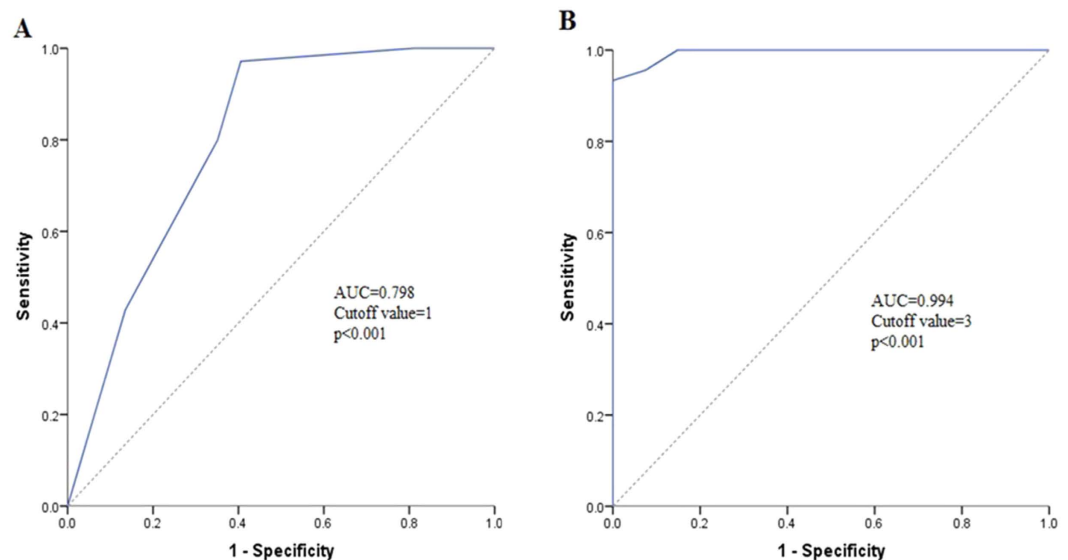 A
1.0
0.8
0.6
0.4
0.2
0.0
Sensitivity
AUC=0.798
Cutoff value=1
p<0.001
0.0 0.2 0.4 0.6 0.8 1.0
1 - Specificity
B
1.0
0.8
0.6
0.4
0.2
0.0
Sensitivity
AUC=0.994
Cutoff value=3
p<0.001
0.0 0.2 0.4 0.6 0.8 1.0
1 - Specificity